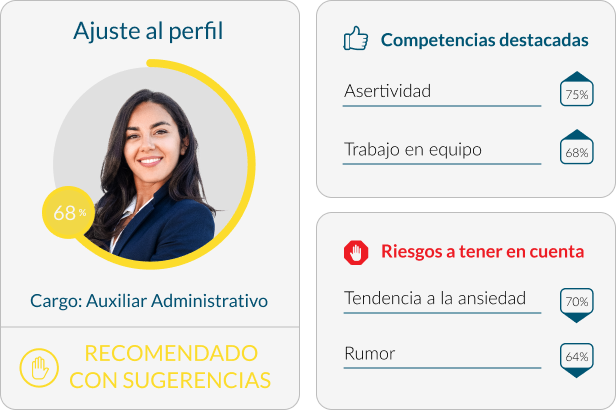 Ajuste al perfil
68 %
Cargo: Auxiliar Administrativo
RECOMENDADO
CON SUGERENCIAS
Competencias destacadas
Asertividad
75%
Trabajo en equipo
68%
Riesgos a tener en cuenta
Tendencia a la ansiedad
70%
Rumor
64%